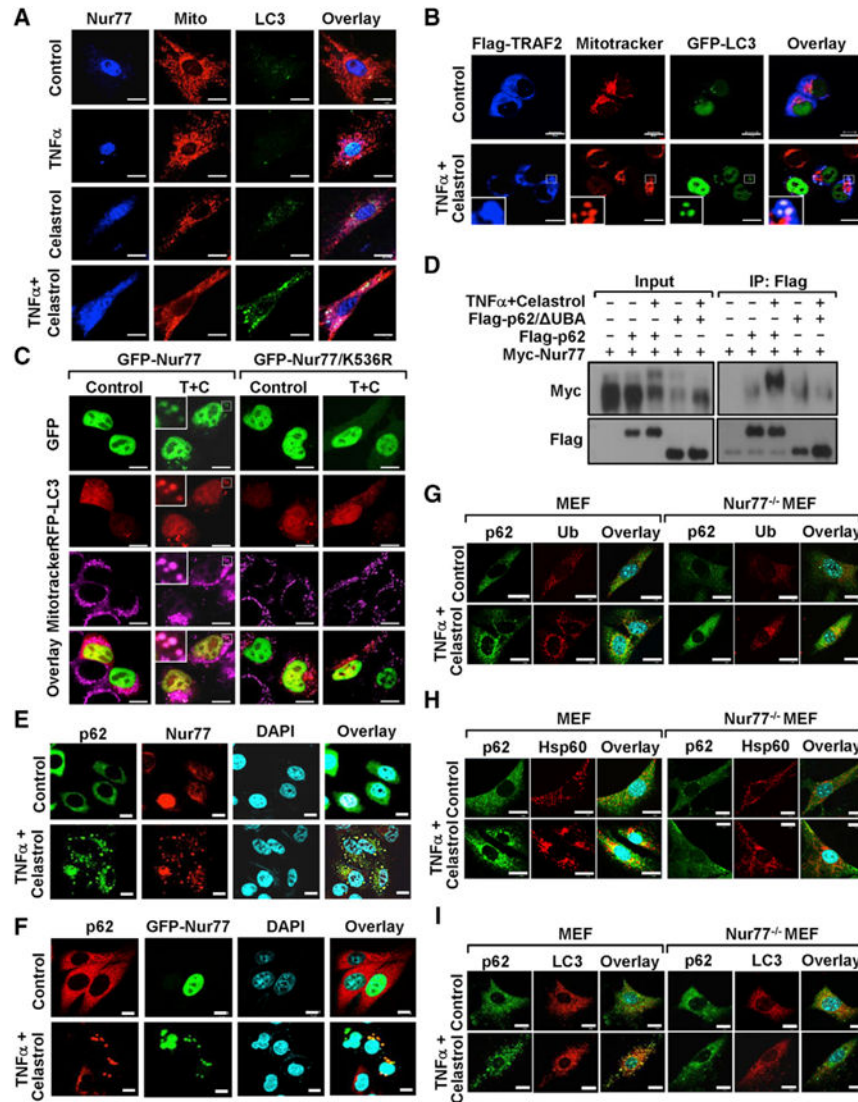 A
Nur77 Mito LC3 Overlay
Control
TNFα
Celastrol
TNFα+
Celastrol
B
Flag-TRAF2 Mitotracker GFP-LC3 Overlay
Control
TNFα +
Celastrol
C
GFP-Nur77 GFP-Nur77/K536R
Control T+C Control T+C
GFP
RFP-LC3
Mitotracker
Overlay
D
Input IP: Flag
TNFα+Celastrol – – + – + – – + – +
Flag-p62/ΔUBA – – – + + – – – + +
Flag-p62 – + + – – – + + – –
Myc-Nur77 + + + + + + + + + +
Myc
Flag
E
p62 Nur77 DAPI Overlay
Control
TNFα +
Celastrol
F
p62 GFP-Nur77 DAPI Overlay
Control
TNFα +
Celastrol
G
MEF Nur77-/- MEF
p62 Ub Overlay p62 Ub Overlay
Control
TNFα +
Celastrol
H
MEF Nur77-/- MEF
p62 Hsp60 Overlay p62 Hsp60 Overlay
Control
TNFα +
Celastrol
I
MEF Nur77-/- MEF
p62 LC3 Overlay p62 LC3 Overlay
Control
TNFα +
Celastrol